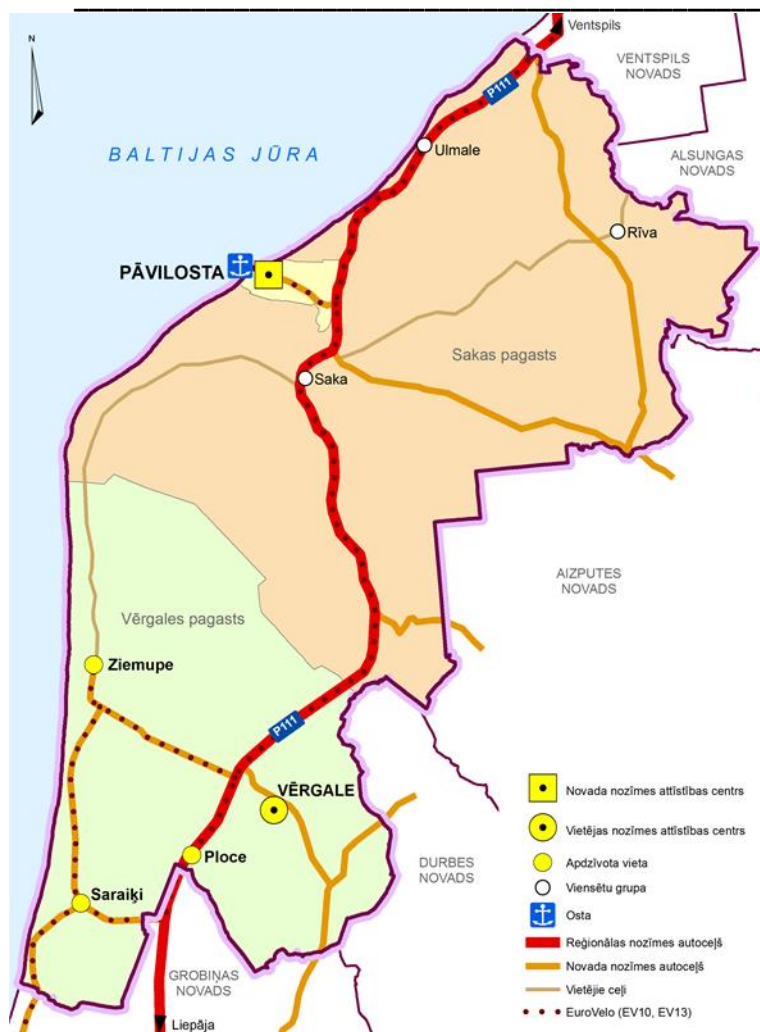 Ventspils
VENTSPILS
NOVADS
N
P111
BALTIJAS JŪRA
Ulmale
ALSUNGAS
NOVADS
Rīva
PĀVILOSTA
Sakas pagasts
Saka
AIZPUTES
NOVADS
Vērgales pagasts
Ziemupe
P111
VĒRGALE
Ploce
DURBES
NOVADS
Saraiķi
GROBIŅAS
NOVADS
Liepāja
Novada nozīmes attīstības centrs
Vietējas nozīmes attīstības centrs
Apdzīvota vieta
Viensētu grupa
Osta
Reģionālas nozīmes autoceļš
Novada nozīmes autoceļš
Vietējie ceļi
EuroVelo (EV10, EV13)